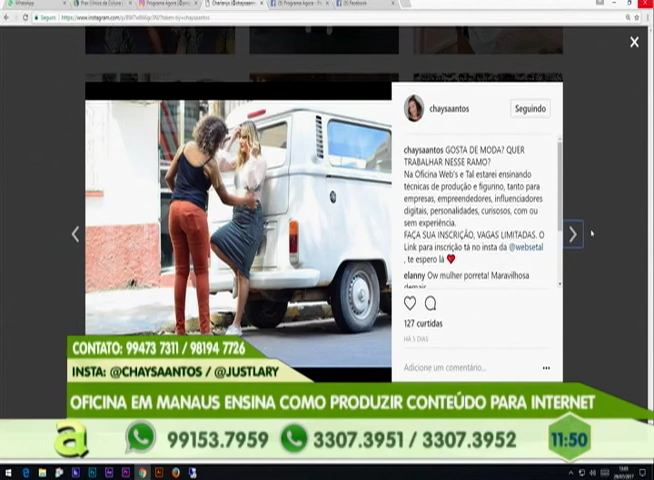 WhatsApp
Seguro
chaysaantos
Seguindo
chaysaantos GOSTA DE MODA? QUER
TRABALHAR NESSE RAMO?
Na Oficina Web's e Tal estarei ensinando
técnicas de produção e figurino, tanto para
empresas, empreendedores, influenciadores
digitais, personalidades, curisosos, com ou
sem experiência.
FAÇA SUA INSCRIÇÃO, VAGAS LIMITADAS. O
Link para inscrição tá no insta da @websetal
, te espero lá
elanny Ow mulher porreta! Maravilhosa
demais
127 curtidas
HÁ 5 DIAS
Adicione um comentário...
CONTATO: 99473 7311 / 98194 7726
INSTA: @CHAYSAANTOS / @JUSTLARY
OFICINA EM MANAUS ENSINA COMO PRODUZIR CONTEÚDO PARA INTERNET
a 99153.7959 3307.3951 / 3307.3952 11:50